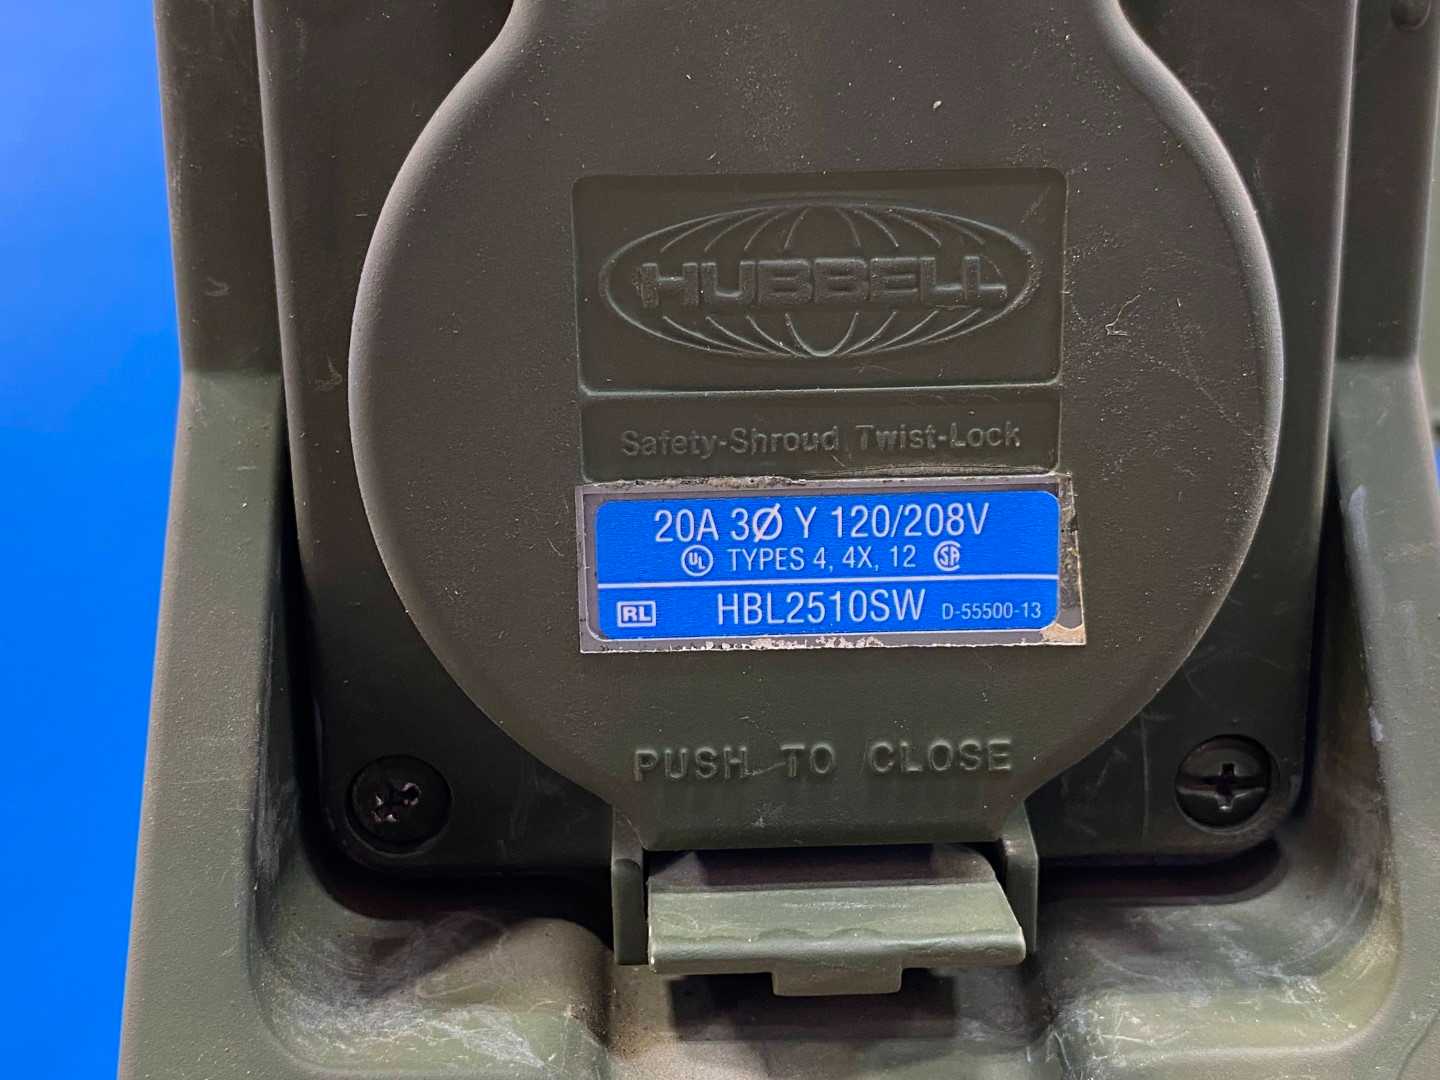 HUBBELL
Safety-Shroud Twist-Lock
20A 3Ø Y 120/208V
UL TYPES 4, 4X, 12 SA
RL HBL2510SW D-55500-13
PUSH TO CLOSE